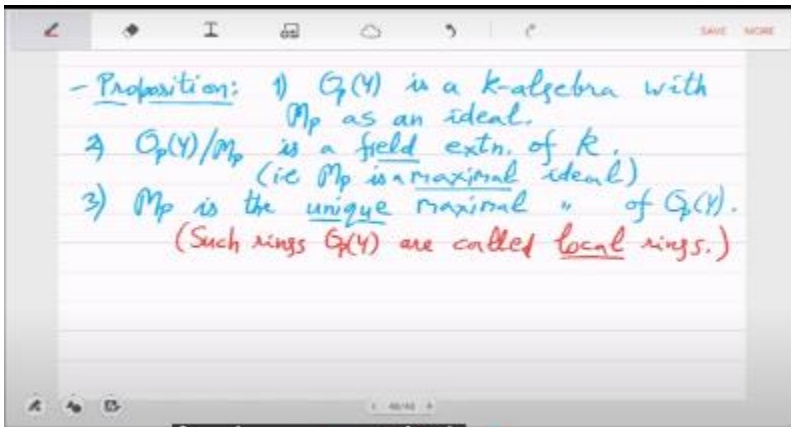 SAVE MORE
- Proposition: 1) O_p(Y) is a k-algebra with
m_p as an ideal.
2) O_p(Y)/m_p is a field extn. of k.
(ie m_p is a maximal ideal)
3) m_p is the unique maximal " of O_p(Y).
(Such rings O_p(Y) are called local rings.)